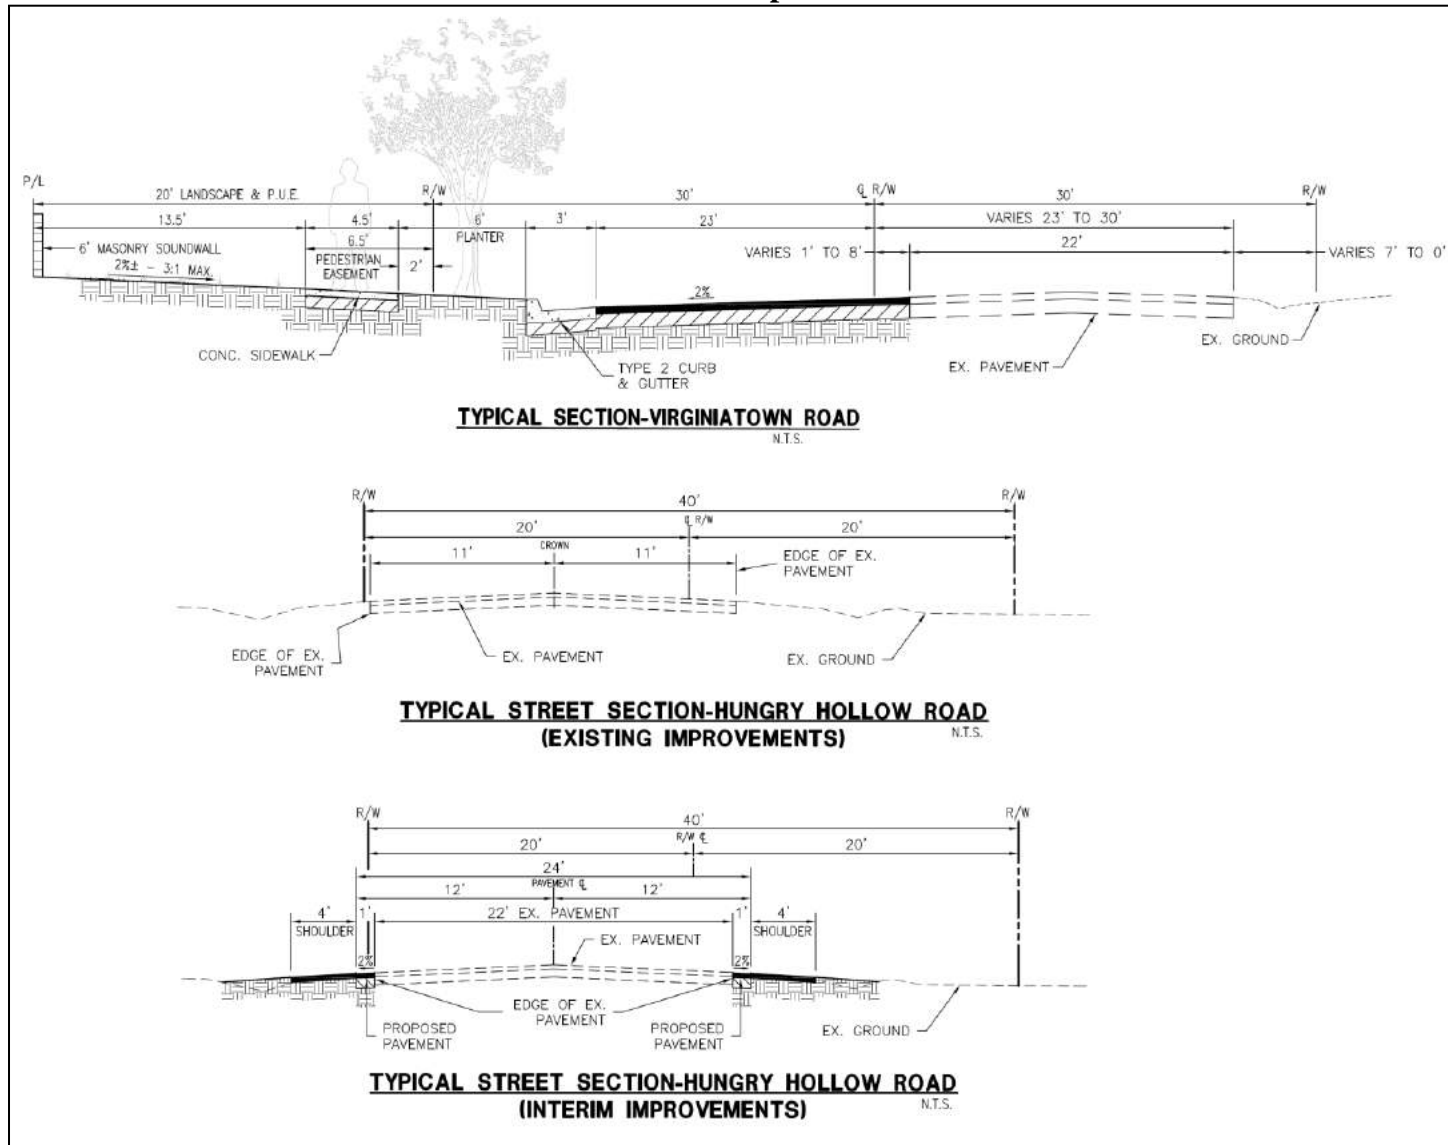 P/L
20' LANDSCAPE & P.U.E.
R/W
30'
℄ R/W
30'
R/W
13.5'
4.5'
6'
PLANTER
3'
23'
VARIES 23' TO 30'
6' MASONRY SOUNDWALL
6.5'
PEDESTRIAN
EASEMENT
2'
VARIES 1' TO 8'
22'
VARIES 7' TO 0'
2%± - 3:1 MAX.
2%
CONC. SIDEWALK
TYPE 2 CURB
& GUTTER
EX. PAVEMENT
EX. GROUND
TYPICAL SECTION-VIRGINIATOWN ROAD
N.T.S.
R/W
40'
R/W
20'
℄ R/W
20'
11'
CROWN
11'
EDGE OF EX.
PAVEMENT
EDGE OF EX.
PAVEMENT
EX. PAVEMENT
EX. GROUND
TYPICAL STREET SECTION-HUNGRY HOLLOW ROAD
(EXISTING IMPROVEMENTS)
N.T.S.
R/W
40'
R/W
20'
R/W ℄
20'
24'
12'
PAVEMENT ℄
12'
4'
SHOULDER
1'
22' EX. PAVEMENT
1'
4'
SHOULDER
EX. PAVEMENT
2%
2%
EDGE OF EX.
PAVEMENT
PROPOSED
PAVEMENT
PROPOSED
PAVEMENT
EX. GROUND
TYPICAL STREET SECTION-HUNGRY HOLLOW ROAD
(INTERIM IMPROVEMENTS)
N.T.S.